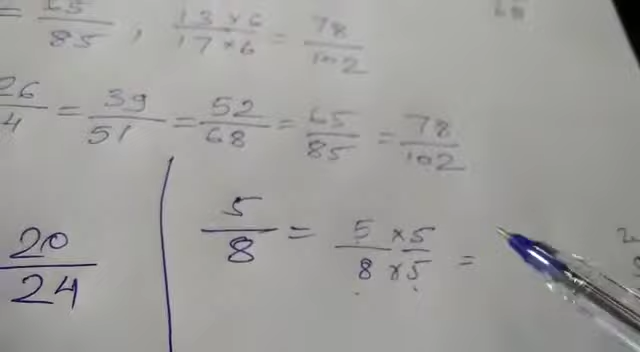 = 65/85 , 13×6/17×6 = 78/102
26/ = 39/51 = 52/68 = 65/85 = 78/102
20/24
5/8 = 5×5/8×5 =